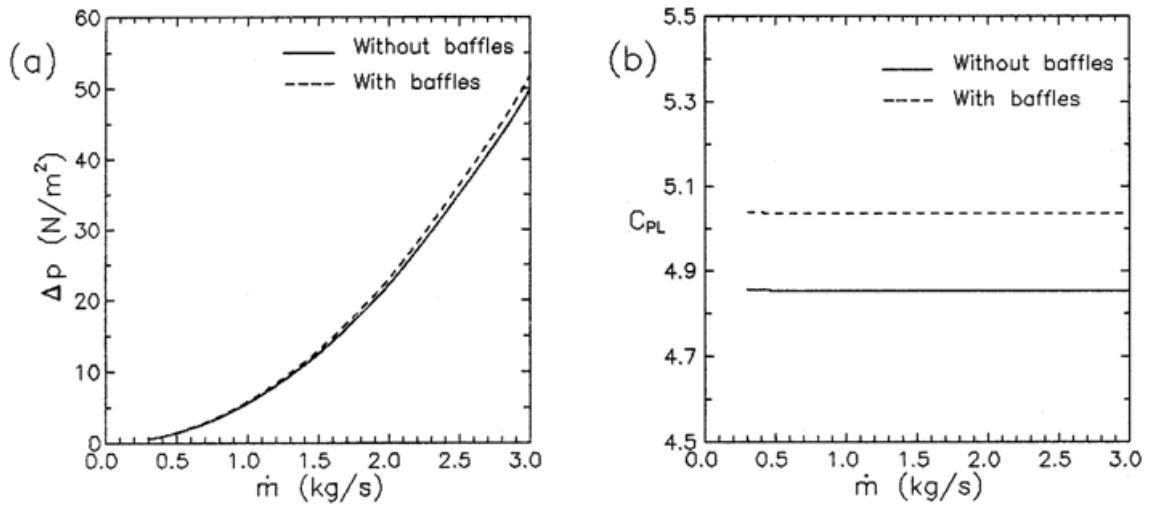 (a)
60
50
40
30
20
10
0
Δp (N/m²)
Without baffles
With baffles
0.0 0.5 1.0 1.5 2.0 2.5 3.0
ṁ (kg/s)
(b)
5.5
5.3
5.1
4.9
4.7
4.5
C_PL
Without baffles
With baffles
0.0 0.5 1.0 1.5 2.0 2.5 3.0
ṁ (kg/s)